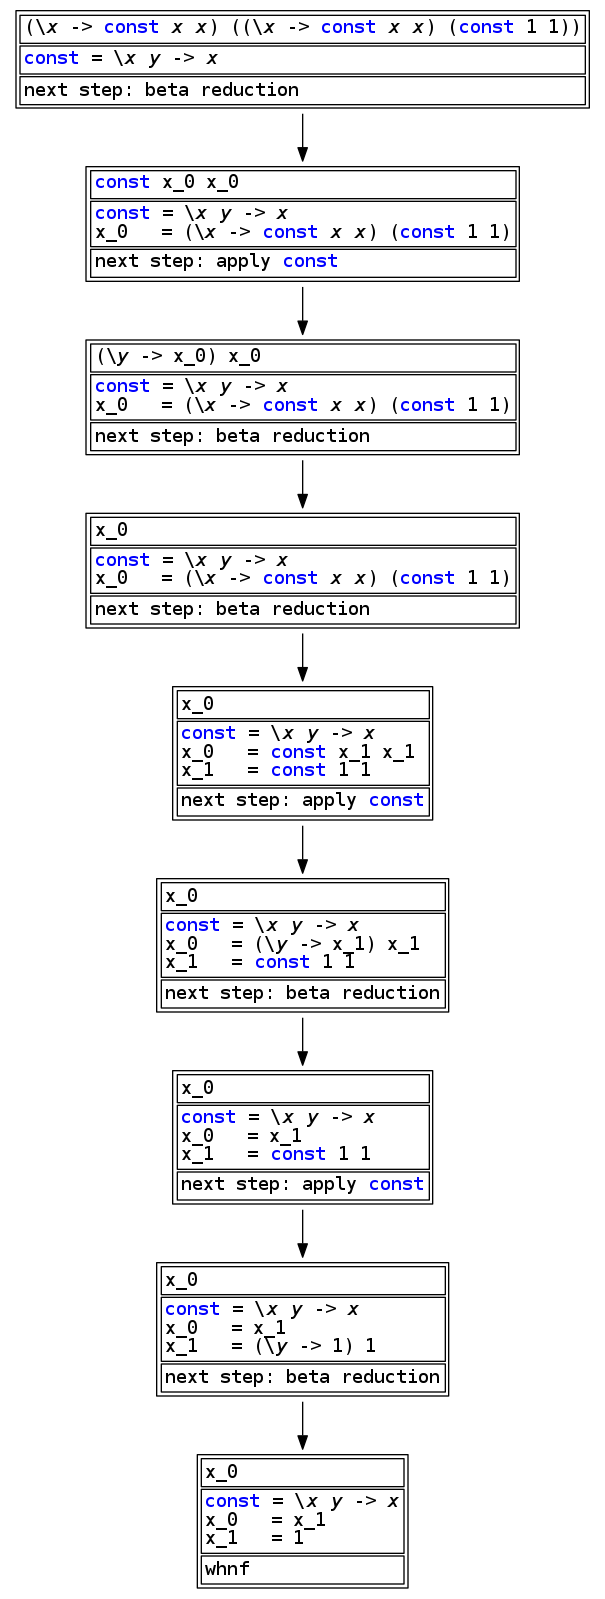 (\x -> const x x) ((\x -> const x x) (const 1 1))
const = \x y -> x
next step: beta reduction
const x_0 x_0
const = \x y -> x
x_0   = (\x -> const x x) (const 1 1)
next step: apply const
(\y -> x_0) x_0
const = \x y -> x
x_0   = (\x -> const x x) (const 1 1)
next step: beta reduction
x_0
const = \x y -> x
x_0   = (\x -> const x x) (const 1 1)
next step: beta reduction
x_0
const = \x y -> x
x_0   = const x_1 x_1
x_1   = const 1 1
next step: apply const
x_0
const = \x y -> x
x_0   = (\y -> x_1) x_1
x_1   = const 1 1
next step: beta reduction
x_0
const = \x y -> x
x_0   = x_1
x_1   = const 1 1
next step: apply const
x_0
const = \x y -> x
x_0   = x_1
x_1   = (\y -> 1) 1
next step: beta reduction
x_0
const = \x y -> x
x_0   = x_1
x_1   = 1
whnf